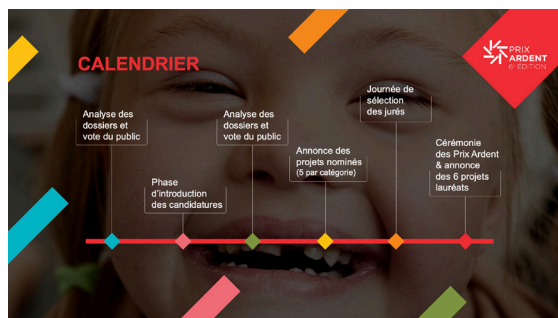 CALENDRIER
PRIX
ARDENT
6E ÉDITION
Analyse des
dossiers et
vote du public
Phase
d'introduction
des candidatures
Analyse des
dossiers et
vote du public
Annonce des
projets nominés
(5 par catégorie)
Journée de
sélection
des jurés
Cérémonie
des Prix Ardent
& annonce
des 6 projets
lauréats